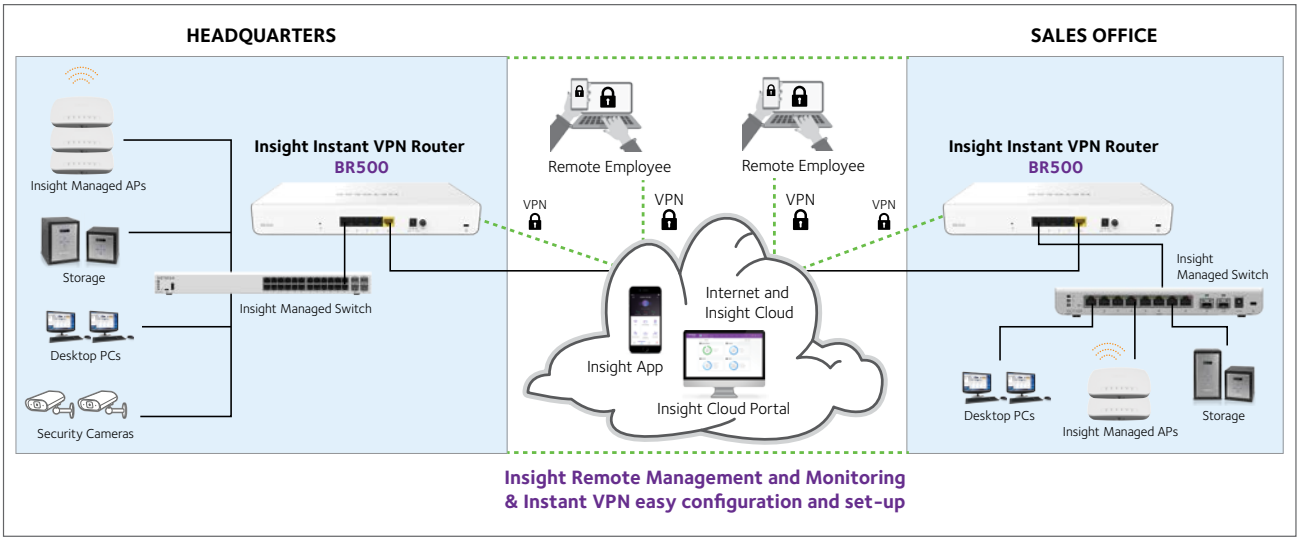 HEADQUARTERS
SALES OFFICE
Insight Managed APs
Insight Instant VPN Router
BR500
Storage
Insight Managed Switch
Desktop PCs
Security Cameras
Remote Employee
Remote Employee
VPN
VPN
VPN
VPN
Internet and
Insight Cloud
Insight App
Insight Cloud Portal
Insight Instant VPN Router
BR500
Insight
Managed Switch
Desktop PCs
Insight Managed APs
Storage
Insight Remote Management and Monitoring
& Instant VPN easy configuration and set-up